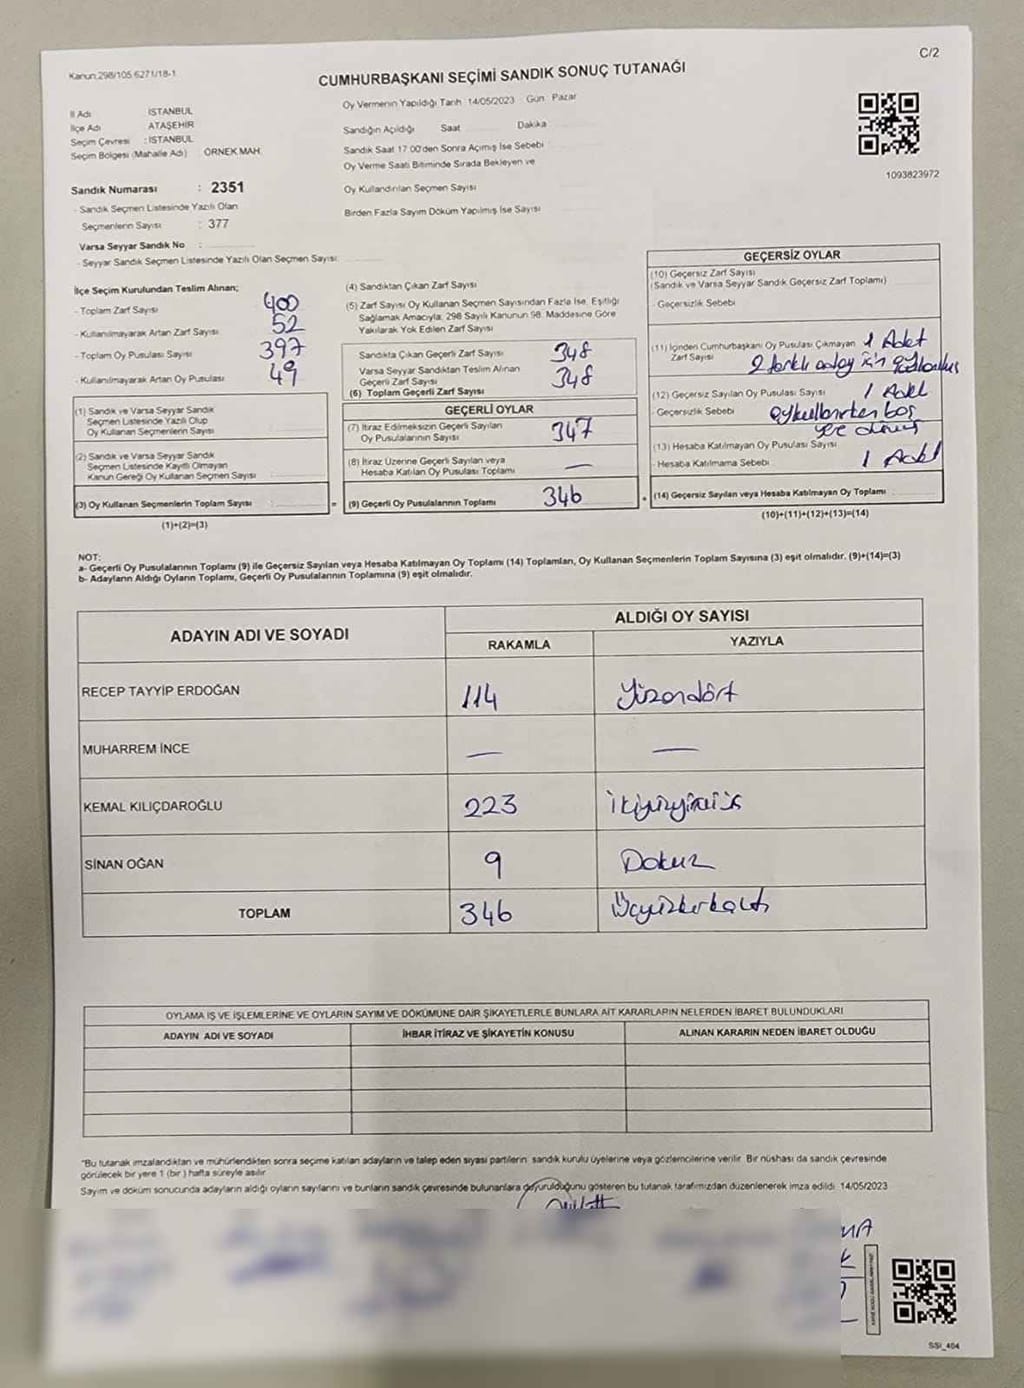 C/2
Kanun:298/105.6271/18-1
CUMHURBAŞKANI SEÇİMİ SANDIK SONUÇ TUTANAĞI
İl Adı İSTANBUL
İlçe Adı ATAŞEHİR
Seçim Çevresi : İSTANBUL
Seçim Bölgesi (Mahalle Adı) ÖRNEK MAH.
Sandık Numarası : 2351
- Sandık Seçmen Listesinde Yazılı Olan
Seçmenlerin Sayısı : 377
Varsa Seyyar Sandık No :
- Seyyar Sandık Seçmen Listesinde Yazılı Olan Seçmen Sayısı:
Oy Vermenin Yapıldığı Tarih 14/05/2023 Gün Pazar
Sandığın Açıldığı Saat Dakika
Sandık Saat 17:00'den Sonra Açılmış İse Sebebi
Oy Verme Saati Bitiminde Sırada Bekleyen ve
Oy Kullandırılan Seçmen Sayısı
Birden Fazla Sayım Döküm Yapılmış İse Sayısı
1093823972
İlçe Seçim Kurulundan Teslim Alınan;
- Toplam Zarf Sayısı 400
- Kullanılmayarak Artan Zarf Sayısı 52
- Toplam Oy Pusulası Sayısı 397
- Kullanılmayarak Artan Oy Pusulası 49
(1) Sandık ve Varsa Seyyar Sandık
Seçmen Listesinde Yazılı Olup
Oy Kullanan Seçmenlerin Sayısı :
(2) Sandık ve Varsa Seyyar Sandık
Seçmen Listesinde Kayıtlı Olmayan
Kanun Gereği Oy Kullanan Seçmen Sayısı :
(3) Oy Kullanan Seçmenlerin Toplam Sayısı :
(1)+(2)=(3)
(4) Sandıktan Çıkan Zarf Sayısı
(5) Zarf Sayısı Oy Kullanan Seçmen Sayısından Fazla İse, Eşitliği
Sağlamak Amacıyla; 298 Sayılı Kanunun 98. Maddesine Göre
Yakılarak Yok Edilen Zarf Sayısı
Sandıkta Çıkan Geçerli Zarf Sayısı 348
Varsa Seyyar Sandıktan Teslim Alınan
Geçerli Zarf Sayısı
(6) Toplam Geçerli Zarf Sayısı 348
GEÇERLİ OYLAR
(7) İtiraz Edilmeksizin Geçerli Sayılan
Oy Pusulalarının Sayısı 347
(8) İtiraz Üzerine Geçerli Sayılan veya
Hesaba Katılan Oy Pusulası Toplamı —
= (9) Geçerli Oy Pusulalarının Toplamı 346
GEÇERSİZ OYLAR
(10) Geçersiz Zarf Sayısı
(Sandık ve Varsa Seyyar Sandık Geçersiz Zarf Toplamı)
- Geçersizlik Sebebi
(11) İçinden Cumhurbaşkanı Oy Pusulası Çıkmayan 1 Adet
Zarf Sayısı
2 farklı aday için
(12) Geçersiz Sayılan Oy Pusulası Sayısı 1 Adet
- Geçersizlik Sebebi
(13) Hesaba Katılmayan Oy Pusulası Sayısı
- Hesaba Katılmama Sebebi 1 Adet
+ (14) Geçersiz Sayılan veya Hesaba Katılmayan Oy Toplamı
(10)+(11)+(12)+(13)=(14)
NOT:
a- Geçerli Oy Pusulalarının Toplamı (9) ile Geçersiz Sayılan veya Hesaba Katılmayan Oy Toplamı (14) Toplamları, Oy Kullanan Seçmenlerin Toplam Sayısına (3) eşit olmalıdır. (9)+(14)=(3)
b- Adayların Aldığı Oyların Toplamı, Geçerli Oy Pusulalarının Toplamına (9) eşit olmalıdır.
ADAYIN ADI VE SOYADI ALDIĞI OY SAYISI
RAKAMLA YAZIYLA
RECEP TAYYİP ERDOĞAN 114 Yüzondört
MUHARREM İNCE — —
KEMAL KILIÇDAROĞLU 223
SİNAN OĞAN 9 Dokuz
TOPLAM 346
OYLAMA İŞ VE İŞLEMLERİNE VE OYLARIN SAYIM VE DÖKÜMÜNE DAİR ŞİKAYETLERLE BUNLARA AİT KARARLARIN NELERDEN İBARET BULUNDUKLARI
ADAYIN ADI VE SOYADI İHBAR İTİRAZ VE ŞİKAYETİN KONUSU ALINAN KARARIN NEDEN İBARET OLDUĞU
"Bu tutanak imzalandıktan ve mühürlendikten sonra seçime katılan adayların ve talep eden siyasi partilerin sandık kurulu üyelerine veya gözlemcilerine verilir. Bir nüshası da sandık çevresinde
görülecek bir yere 1 (bir ) hafta süreyle asılır
Sayım ve döküm sonucunda adayların aldığı oyların sayılarını ve bunların sandık çevresinde bulunanlara duyurulduğunu gösteren bu tutanak tarafımızdan düzenlenerek imza edildi. 14/05/2023
SSI_404